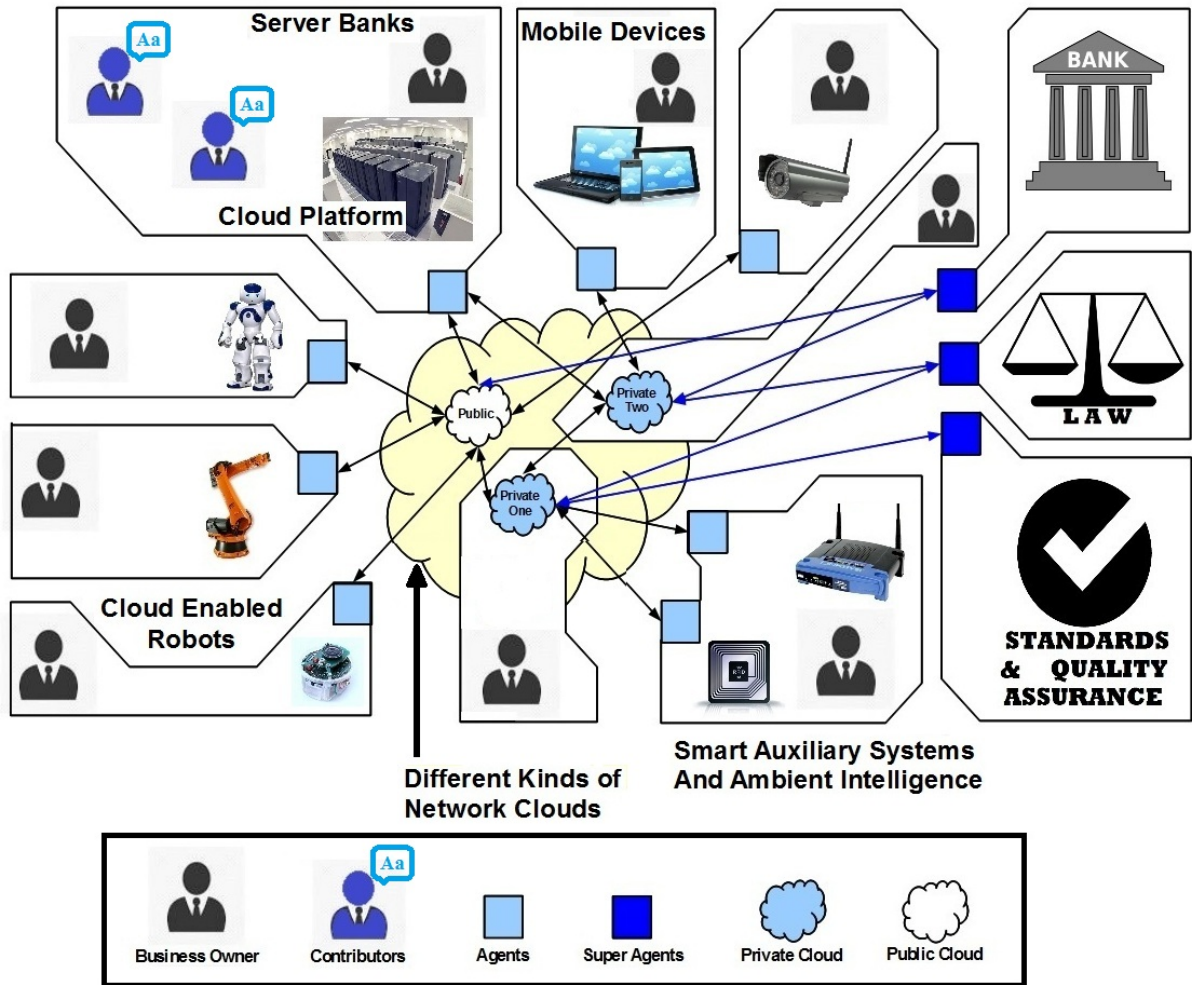 Aa
Server Banks
Aa
Cloud Platform
Mobile Devices
BANK
LAW
Public
Private
Two
Private
One
Cloud Enabled
Robots
STANDARDS
& QUALITY
ASSURANCE
Different Kinds of
Network Clouds
Smart Auxiliary Systems
And Ambient Intelligence
Aa
Business Owner
Contributors
Agents
Super Agents
Private Cloud
Public Cloud